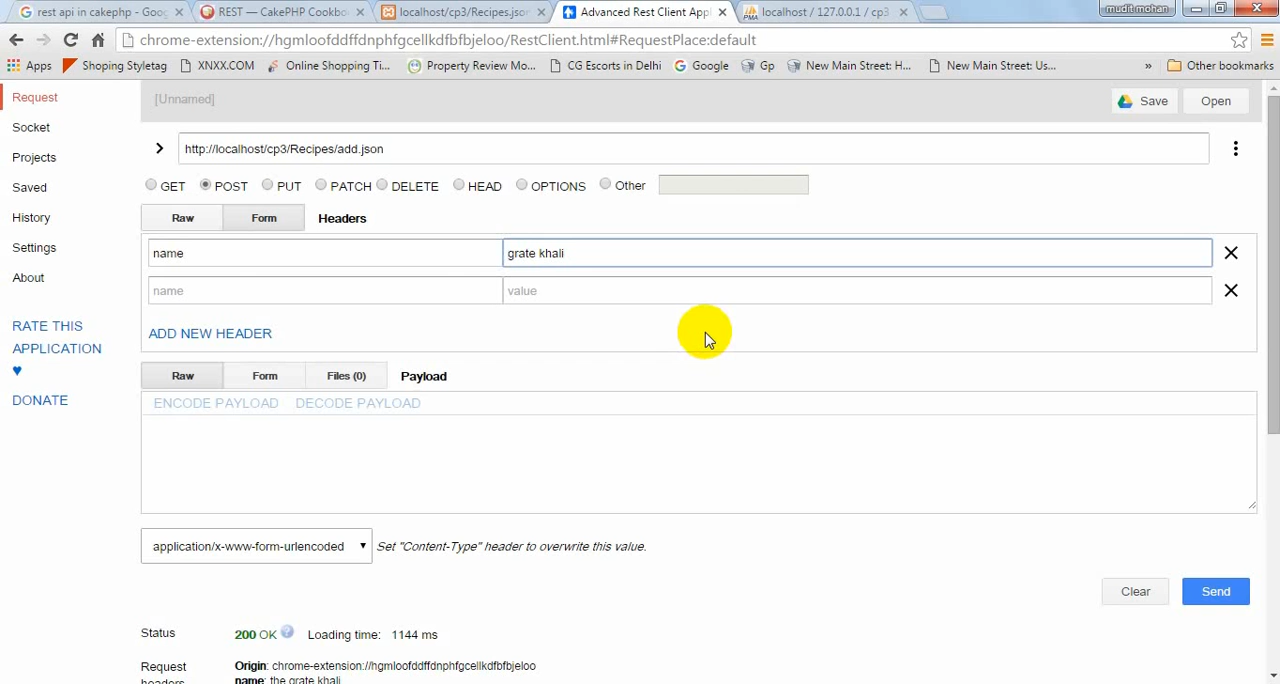 rest api in cakephp - Goo
REST — CakePHP Cookbo
localhost/cp3/Recipes.jso
Advanced Rest Client Appl
localhost / 127.0.0.1 / cp3
mudit mohan
chrome-extension://hgmloofddffdnphfgcellkdfbfbjeloo/RestClient.html#RequestPlace:default
Apps
Shoping Styletag
XNXX.COM
Online Shopping Ti...
Property Review Mo...
CG Escorts in Delhi
Google
Gp
New Main Street: H...
New Main Street: Us...
»
Other bookmarks
Request
[Unnamed]
Save
Open
Socket
http://localhost/cp3/Recipes/add.json
Projects
Saved
GET POST PUT PATCH DELETE HEAD OPTIONS Other
History
Raw Form Headers
Settings
name grate khali
About
name value
RATE THIS
APPLICATION
♥
ADD NEW HEADER
DONATE
Raw Form Files (0) Payload
ENCODE PAYLOAD DECODE PAYLOAD
application/x-www-form-urlencoded Set "Content-Type" header to overwrite this value.
Clear Send
Status 200 OK Loading time: 1144 ms
Request
headers
Origin: chrome-extension://hgmloofddffdnphfgcellkdfbfbjeloo
name: the grate khali